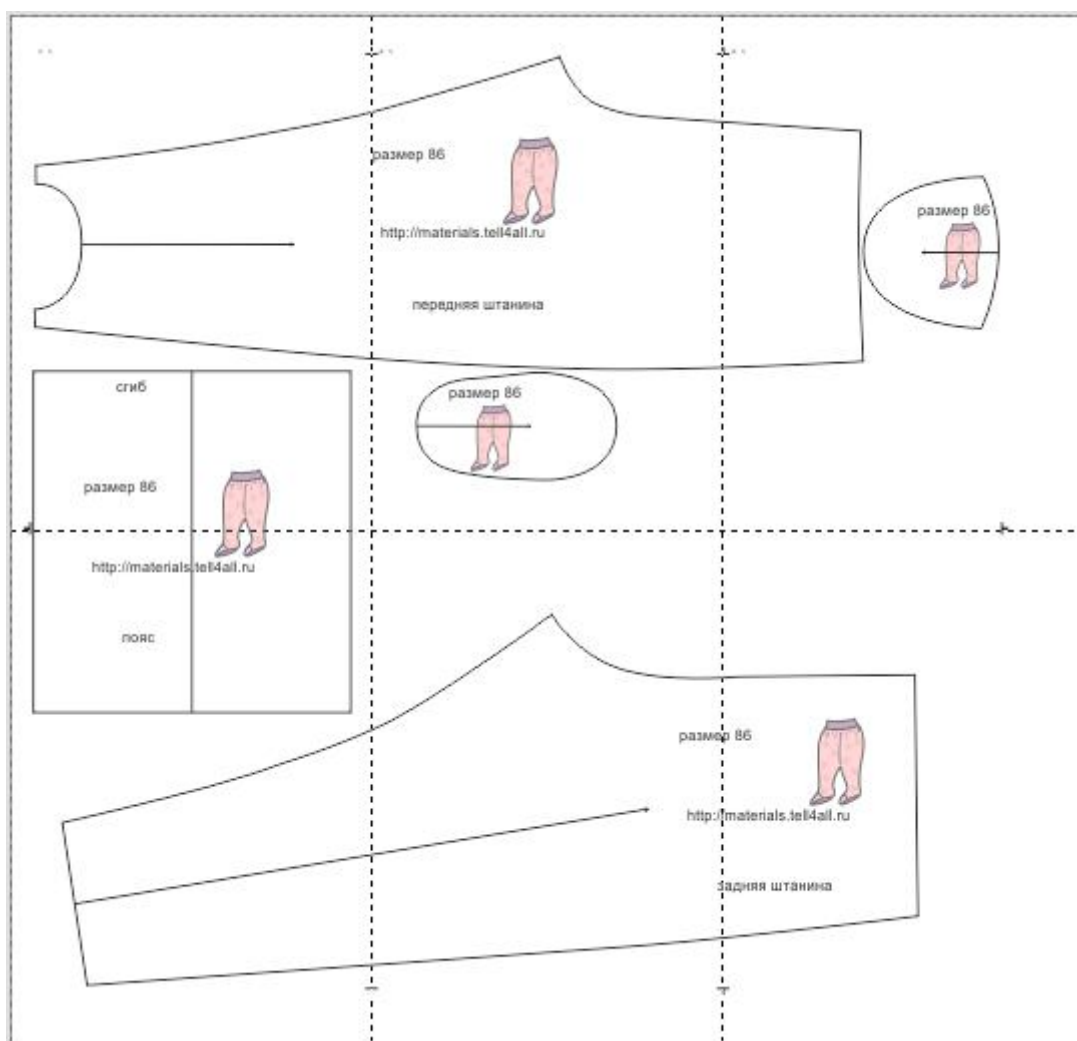 размер 86
http://materials.tell4all.ru
передняя штанина
размер 86
размер 86
сгиб
размер 86
http://materials.tell4all.ru
пояс
размер 86
http://materials.tell4all.ru
задняя штанина